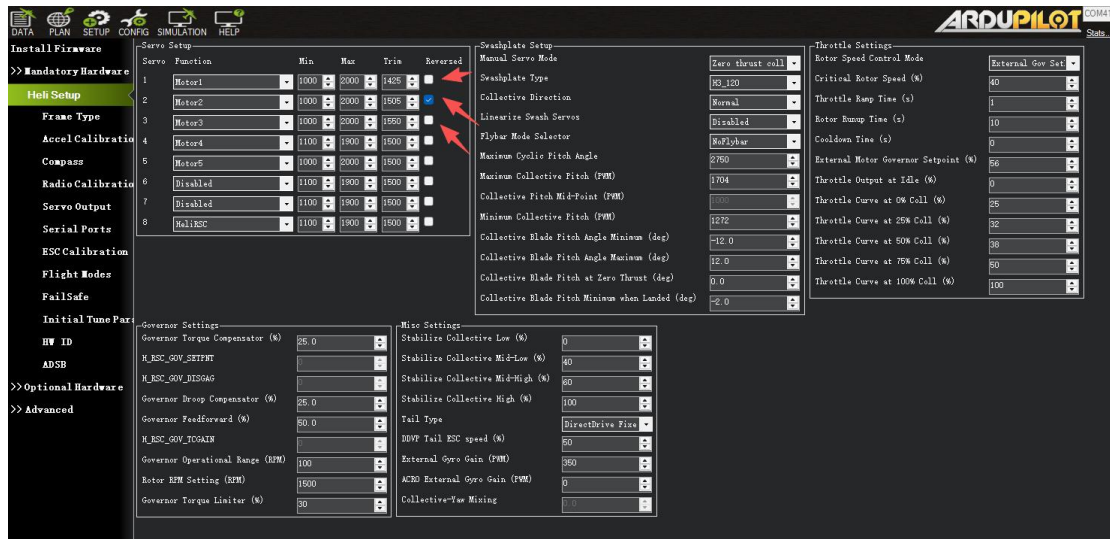 DATA PLAN SETUP CONFIG SIMULATION HELP
ARDUPILOT
COM41
Stats...
Install Firmware
>> Mandatory Hardware
Heli Setup
Frame Type
Accel Calibratio
Compass
Radio Calibratio
Servo Output
Serial Ports
ESC Calibration
Flight Modes
FailSafe
Initial Tune Para
HW ID
ADSB
>> Optional Hardware
>> Advanced
Servo Setup
Servo Function Min Max Trim Reversed
1 Motor1 1000 2000 1425
2 Motor2 1000 2000 1505
3 Motor3 1000 2000 1550
4 Motor4 1100 1900 1500
5 Motor5 1000 2000 1500
6 Disabled 1100 1900 1500
7 Disabled 1100 1900 1500
8 HeliRSC 1100 1900 1500
Swashplate Setup
Manual Servo Mode Zero thrust coll
Swashplate Type H3_120
Collective Direction Normal
Linearize Swash Servos Disabled
Flybar Mode Selector NoFlybar
Maximum Cyclic Pitch Angle 2750
Maximum Collective Pitch (PWM) 1704
Collective Pitch Mid-Point (PWM) 1000
Minimum Collective Pitch (PWM) 1272
Collective Blade Pitch Angle Minimum (deg) -12.0
Collective Blade Pitch Angle Maximum (deg) 12.0
Collective Blade Pitch at Zero Thrust (deg) 0.0
Collective Blade Pitch Minimum when Landed (deg) -2.0
Throttle Settings
Rotor Speed Control Mode External Gov Set
Critical Rotor Speed (%) 40
Throttle Ramp Time (s) 1
Rotor Runup Time (s) 10
Cooldown Time (s) 0
External Motor Governor Setpoint (%) 56
Throttle Output at Idle (%) 0
Throttle Curve at 0% Coll (%) 25
Throttle Curve at 25% Coll (%) 32
Throttle Curve at 50% Coll (%) 38
Throttle Curve at 75% Coll (%) 50
Throttle Curve at 100% Coll (%) 100
Governor Settings
Governor Torque Compensator (%) 25.0
H_RSC_GOV_SETPNT 0
H_RSC_GOV_DISGAG 0
Governor Droop Compensator (%) 25.0
Governor Feedforward (%) 50.0
H_RSC_GOV_TCGAIN 0
Governor Operational Range (RPM) 100
Rotor RPM Setting (RPM) 1500
Governor Torque Limiter (%) 30
Misc Settings
Stabilize Collective Low (%) 0
Stabilize Collective Mid-Low (%) 40
Stabilize Collective Mid-High (%) 60
Stabilize Collective High (%) 100
Tail Type DirectDrive Fixe
DDVP Tail ESC speed (%) 50
External Gyro Gain (PWM) 350
ACRO External Gyro Gain (PWM) 0
Collective-Yaw Mixing 0.0